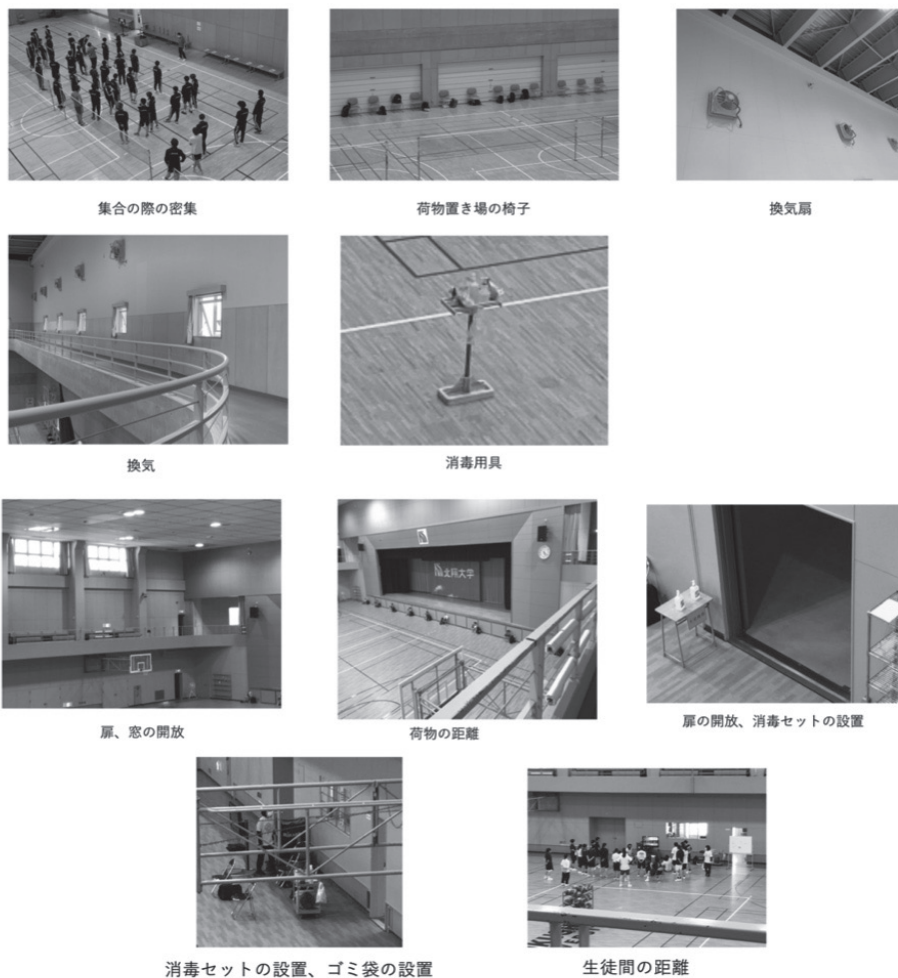 集合の際の密集
荷物置き場の椅子
換気扇
換気
消毒用具
扉、窓の開放
荷物の距離
扉の開放、消毒セットの設置
消毒セットの設置、ゴミ袋の設置
生徒間の距離